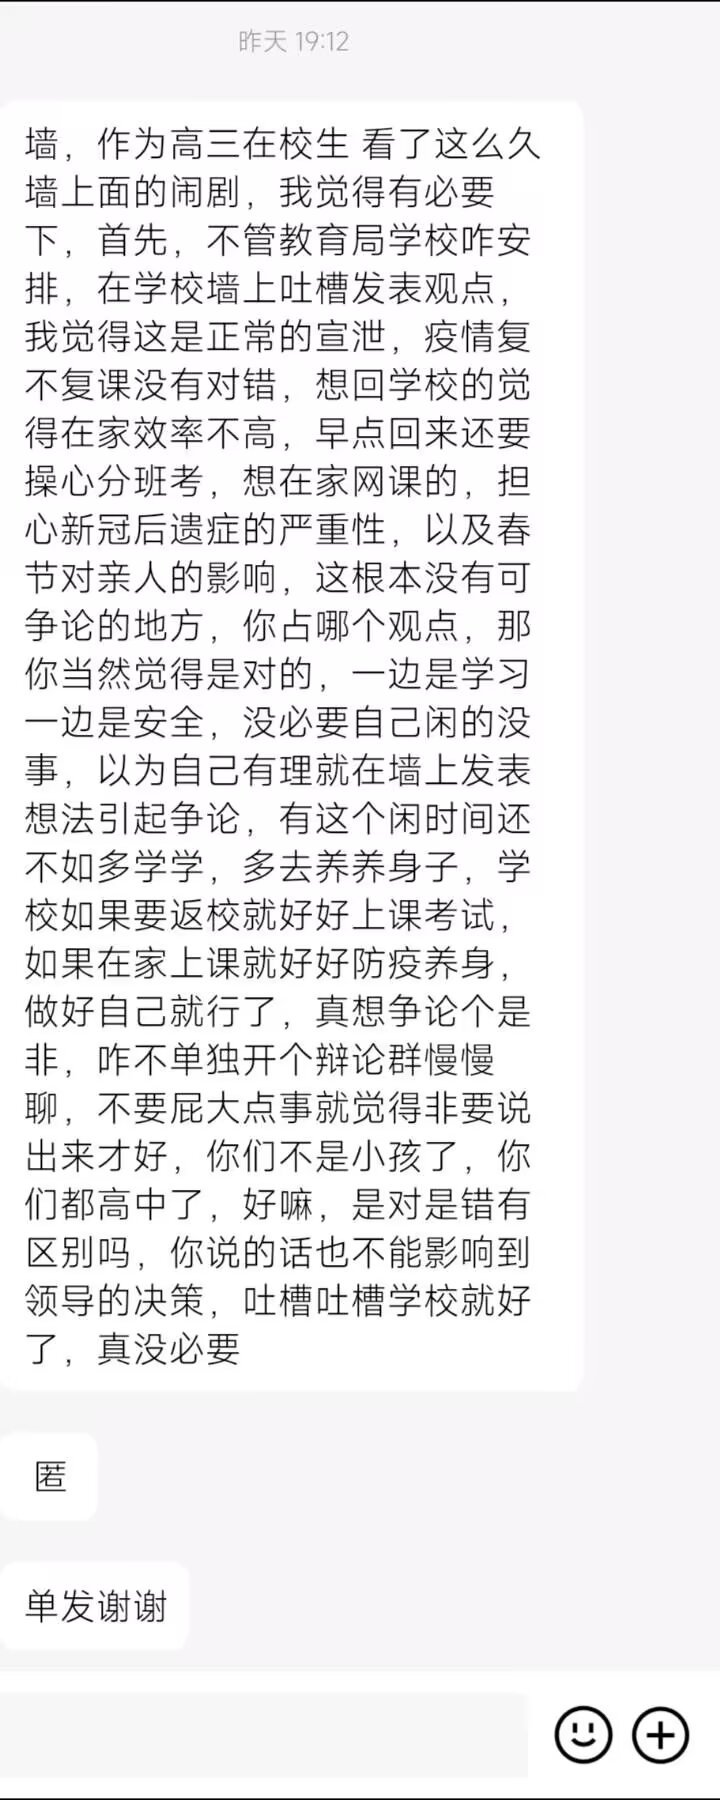 昨天 19:12
墙，作为高三在校生 看了这么久
墙上面的闹剧，我觉得有必要
下，首先，不管教育局学校咋安
排，在学校墙上吐槽发表观点，
我觉得这是正常的宣泄，疫情复
不复课没有对错，想回学校的觉
得在家效率不高，早点回来还要
操心分班考，想在家网课的，担
心新冠后遗症的严重性，以及春
节对亲人的影响，这根本没有可
争论的地方，你占哪个观点，那
你当然觉得是对的，一边是学习
一边是安全，没必要自己闲的没
事，以为自己有理就在墙上发表
想法引起争论，有这个闲时间还
不如多学学，多去养养身子，学
校如果要返校就好好上课考试，
如果在家上课就好好防疫养身，
做好自己就行了，真想争论个是
非，咋不单独开个辩论群慢慢
聊，不要屁大点事就觉得非要说
出来才好，你们不是小孩了，你
们都高中了，好嘛，是对是错有
区别吗，你说的话也不能影响到
领导的决策，吐槽吐槽学校就好
了，真没必要
匿
单发谢谢